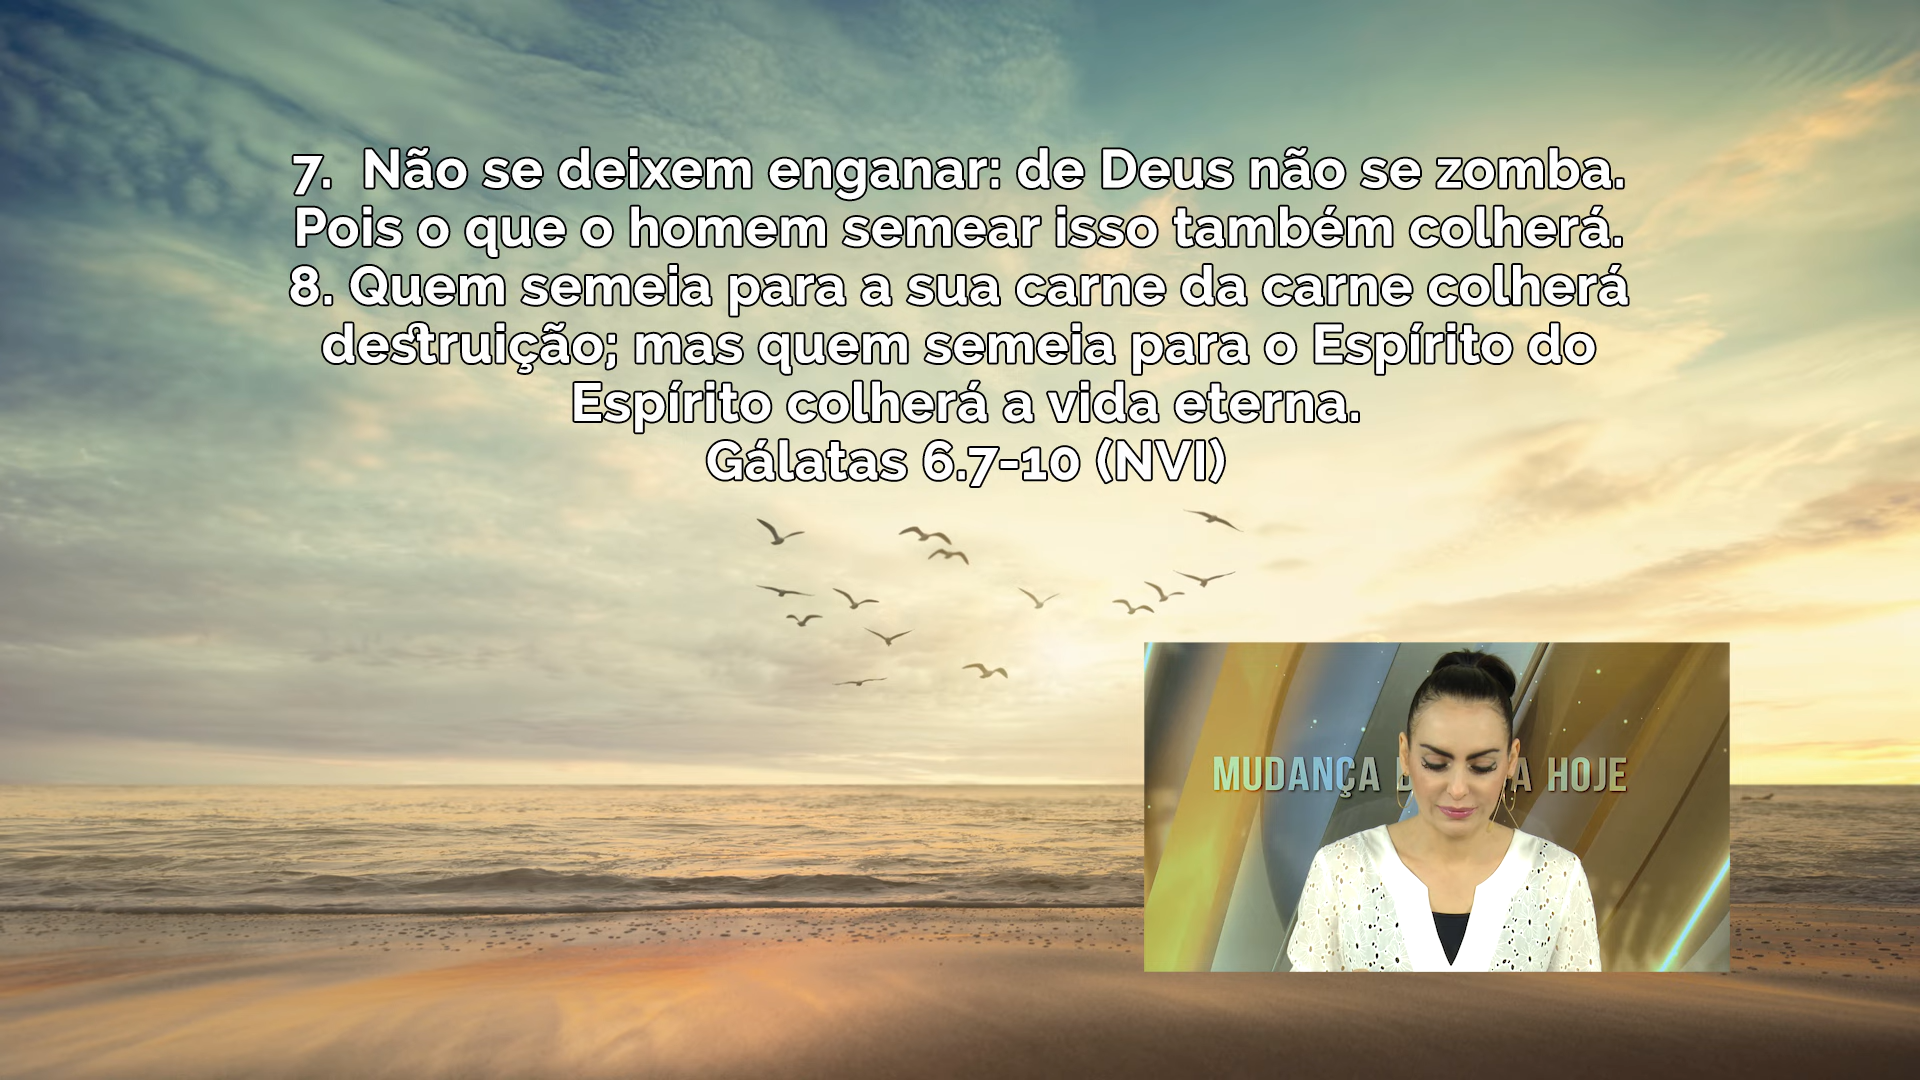 7. Não se deixem enganar: de Deus não se zomba.
Pois o que o homem semear isso também colherá.
8. Quem semeia para a sua carne da carne colherá
destruição; mas quem semeia para o Espírito do
Espírito colherá a vida eterna.
Gálatas 6.7-10 (NVI)
MUDANÇA HOJE